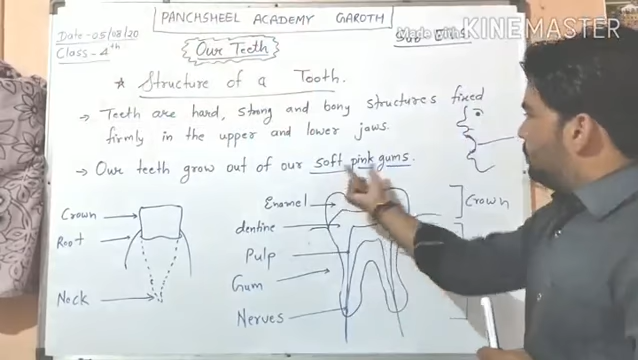 PANCHSHEEL ACADEMY GAROTH
Date-05/08/20
Class-4th
Our Teeth
Made with KINEMASTER
* Structure of a Tooth.
→ Teeth are hard, strong and bony structures fixed
firmly in the upper and lower jaws.
→ Our teeth grow out of our soft pink gums.
Crown
Root
Neck
Enamel
dentine
Pulp
Gum
Nerves
Crown